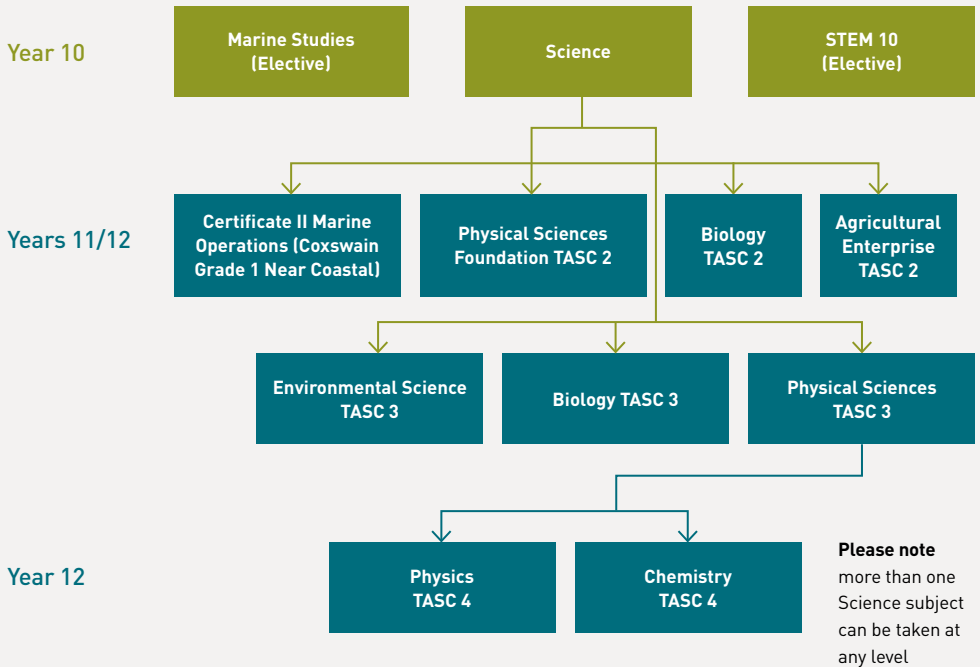 Year 10
Marine Studies
(Elective)
Science
STEM 10
(Elective)
Years 11/12
Certificate II Marine
Operations (Coxswain
Grade 1 Near Coastal)
Physical Sciences
Foundation TASC 2
Biology
TASC 2
Agricultural
Enterprise
TASC 2
Environmental Science
TASC 3
Biology TASC 3
Physical Sciences
TASC 3
Year 12
Physics
TASC 4
Chemistry
TASC 4
Please note
more than one
Science subject
can be taken at
any level